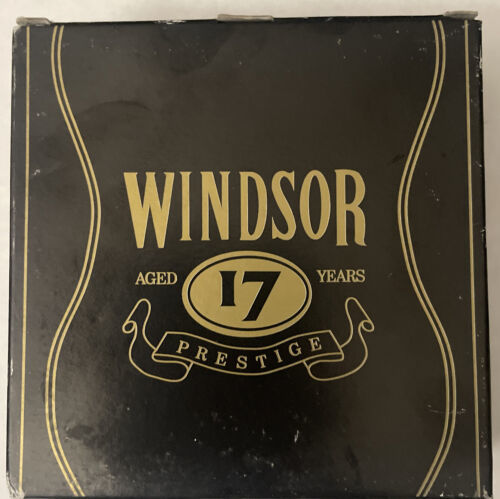 WINDSOR
AGED 17 YEARS
PRESTIGE